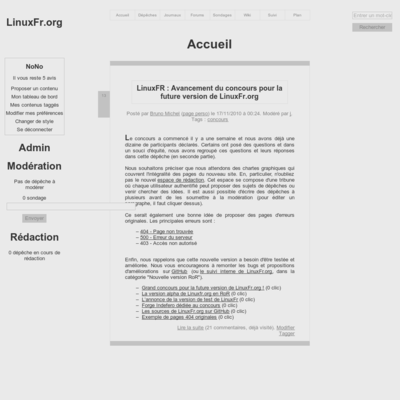 LinuxFr.org
Accueil Dépêches Journaux Forums Sondages Wiki Suivi Plan
Rechercher
Accueil
NoNo
Il vous reste 5 avis
Proposer un contenu
Mon tableau de bord
Mes contenus taggés
Modifier mes préférences
Changer de style
Se déconnecter
Admin
Modération
Pas de dépêche à
modérer
0 sondage
Envoyer
Rédaction
0 dépêche en cours de
rédaction
LinuxFR : Avancement du concours pour la
future version de LinuxFr.org
Posté par Bruno Michel (page perso) le 17/11/2010 à 00:24. Modéré par j.
Tags : concours
Le concours a commencé il y a une semaine et nous avons déjà une
dizaine de participants déclarés. Certains ont posé des questions et dans
un souci d'équité, nous avons regroupé ces questions et leurs réponses
dans cette dépêche (en seconde partie).
Nous souhaitons préciser que nous attendons des chartes graphiques qui
couvrent l'intégralité des pages du nouveau site. En, particulier, n'oubliez
pas le nouvel espace de rédaction. Cet espace se compose d'une tribune
où chaque utilisateur authentifié peut proposer des sujets de dépêches ou
venir chercher des idées. Il est aussi possible d'écrire des dépêches à
plusieurs avant de les soumettre à la modération (pour éditer un
graphe, il faut cliquer dessus).
Ce serait également une bonne idée de proposer des pages d'erreurs
originales. Les principales erreurs sont :
– 404 - Page non trouvée
– 500 - Erreur du serveur
– 403 - Accès non autorisé
Enfin, nous rappelons que cette nouvelle version a besoin d'être testée et
améliorée. Nous vous encourageons à remonter les bugs et propositions
d'améliorations sur GitHub (ou le suivi interne de LinuxFr.org, dans la
catégorie "Nouvelle version RoR").
– Grand concours pour la future version de LinuxFr.org ! (0 clic)
– La version alpha de Linuxfr.org en RoR (0 clic)
– L'annonce de la version de test de LinuxFr (0 clic)
– Forge Indefero dédiée au concours (0 clic)
– Les sources de LinuxFr.org sur GitHub (0 clic)
– Exemple de pages 404 originales (0 clic)
Lire la suite (21 commentaires, déjà visité). Modifier
Tagger